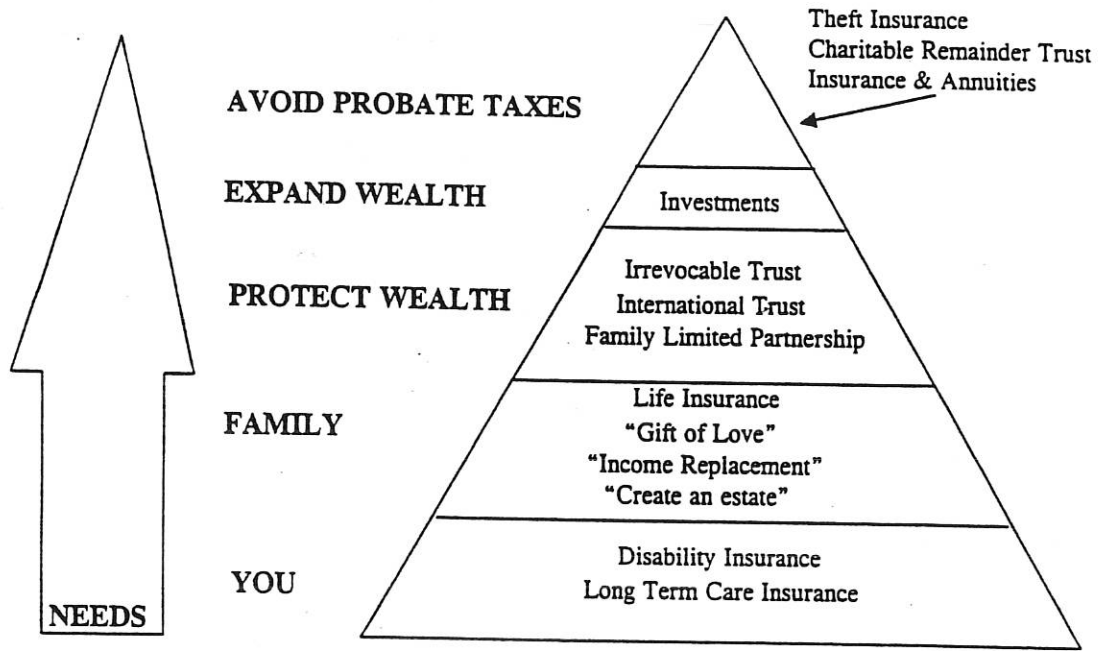 Theft Insurance
Charitable Remainder Trust
Insurance & Annuities
AVOID PROBATE TAXES
EXPAND WEALTH
Investments
PROTECT WEALTH
Irrevocable Trust
International Trust
Family Limited Partnership
FAMILY
Life Insurance
“Gift of Love”
“Income Replacement”
“Create an estate”
YOU
Disability Insurance
Long Term Care Insurance
NEEDS